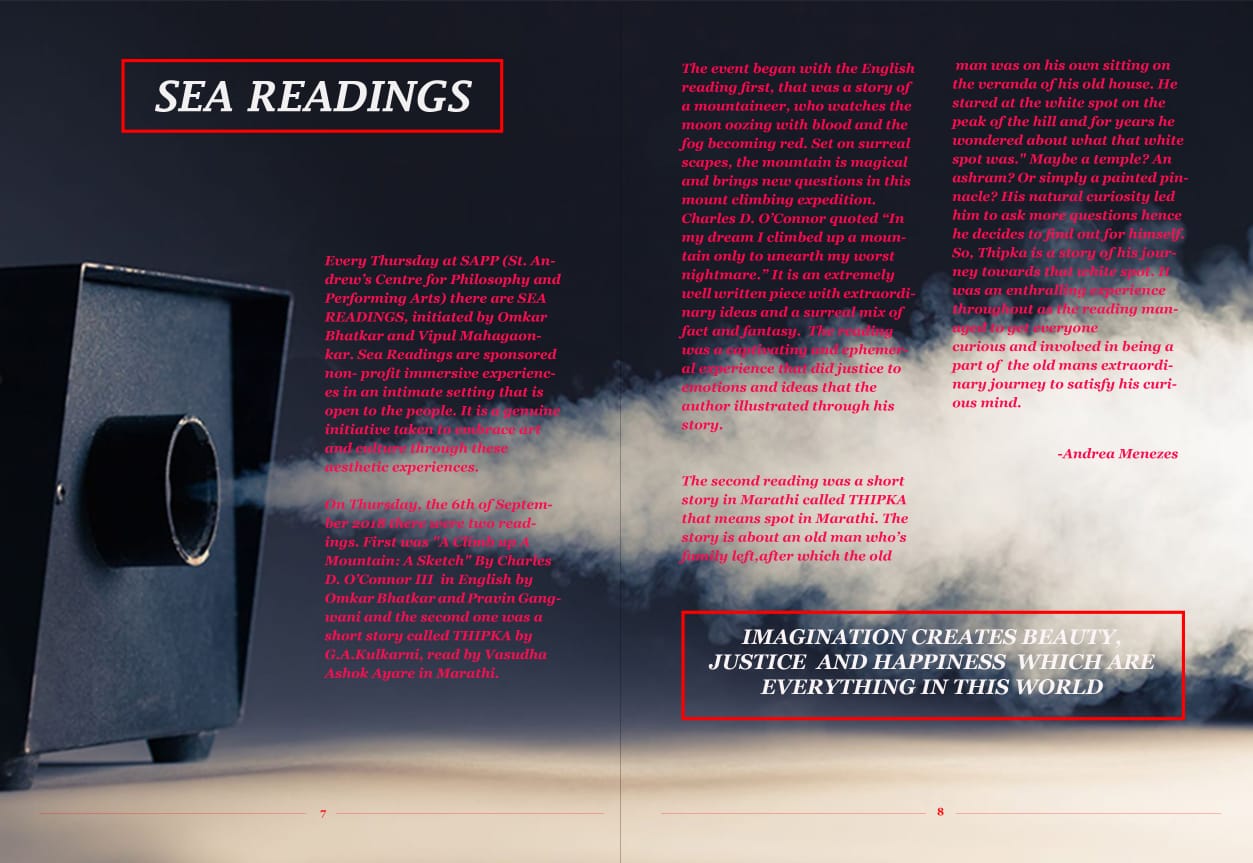 SEA READINGS
Every Thursday at SAPP (St. An-
drew's Centre for Philosophy and
Performing Arts) there are SEA
READINGS, initiated by Omkar
Bhatkar and Vipul Mahagaon-
kar. Sea Readings are sponsored
non- profit immersive experienc-
es in an intimate setting that is
open to the people. It is a genuine
initiative taken to embrace art
and culture through these
aesthetic experiences.
On Thursday, the 6th of Septem-
ber 2018 there were two read-
ings. First was "A Climb up A
Mountain: A Sketch" By Charles
D. O'Connor III  in English by
Omkar Bhatkar and Pravin Gang-
wani and the second one was a
short story called THIPKA by
G.A.Kulkarni, read by Vasudha
Ashok Ayare in Marathi.
7
The event began with the English
reading first, that was a story of
a mountaineer, who watches the
moon oozing with blood and the
fog becoming red. Set on surreal
scapes, the mountain is magical
and brings new questions in this
mount climbing expedition.
Charles D. O'Connor quoted “In
my dream I climbed up a moun-
tain only to unearth my worst
nightmare.” It is an extremely
well written piece with extraordi-
nary ideas and a surreal mix of
fact and fantasy.  The reading
was a captivating and ephemer-
al experience that did justice to
emotions and ideas that the
author illustrated through his
story.
The second reading was a short
story in Marathi called THIPKA
that means spot in Marathi. The
story is about an old man who's
family left,after which the old
man was on his own sitting on
the veranda of his old house. He
stared at the white spot on the
peak of the hill and for years he
wondered about what that white
spot was." Maybe a temple? An
ashram? Or simply a painted pin-
nacle? His natural curiosity led
him to ask more questions hence
he decides to find out for himself.
So, Thipka is a story of his jour-
ney towards that white spot. It
was an enthralling experience
throughout as the reading man-
aged to get everyone
curious and involved in being a
part of  the old mans extraordi-
nary journey to satisfy his curi-
ous mind.
-Andrea Menezes
IMAGINATION CREATES BEAUTY,
JUSTICE  AND HAPPINESS  WHICH ARE
EVERYTHING IN THIS WORLD
8